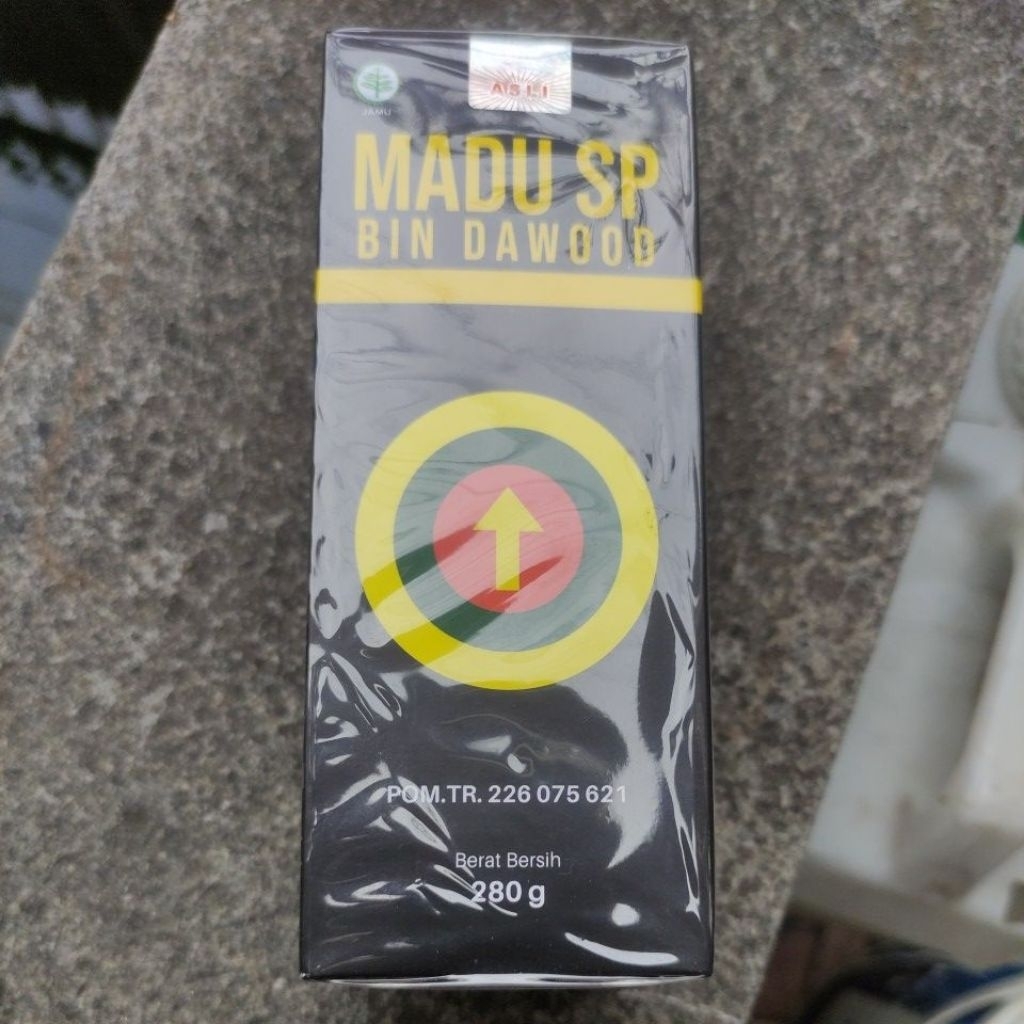 ASLI
JAMU
MADU SP
BIN DAWOOD
POM.TR. 226 075 621
Berat Bersih
280 g